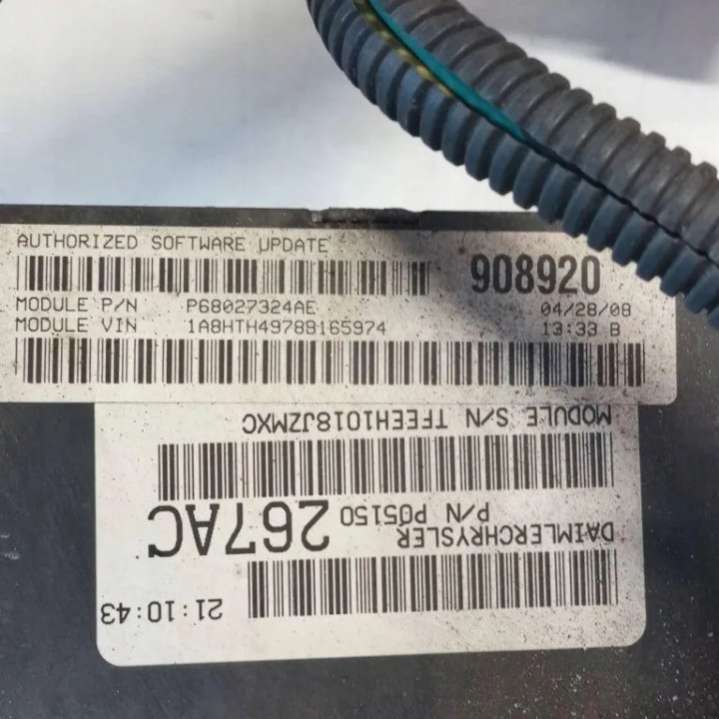 AUTHORIZED SOFTWARE UPDATE
908920
MODULE P/N P68027324AE 04/28/08
MODULE VIN 1A8HTH49789165974 13:33 B
MODULE S/N TFEEH1018JZMXC
DAIMLERCHRYSLER
P/N P05150 267AC
21:10:43